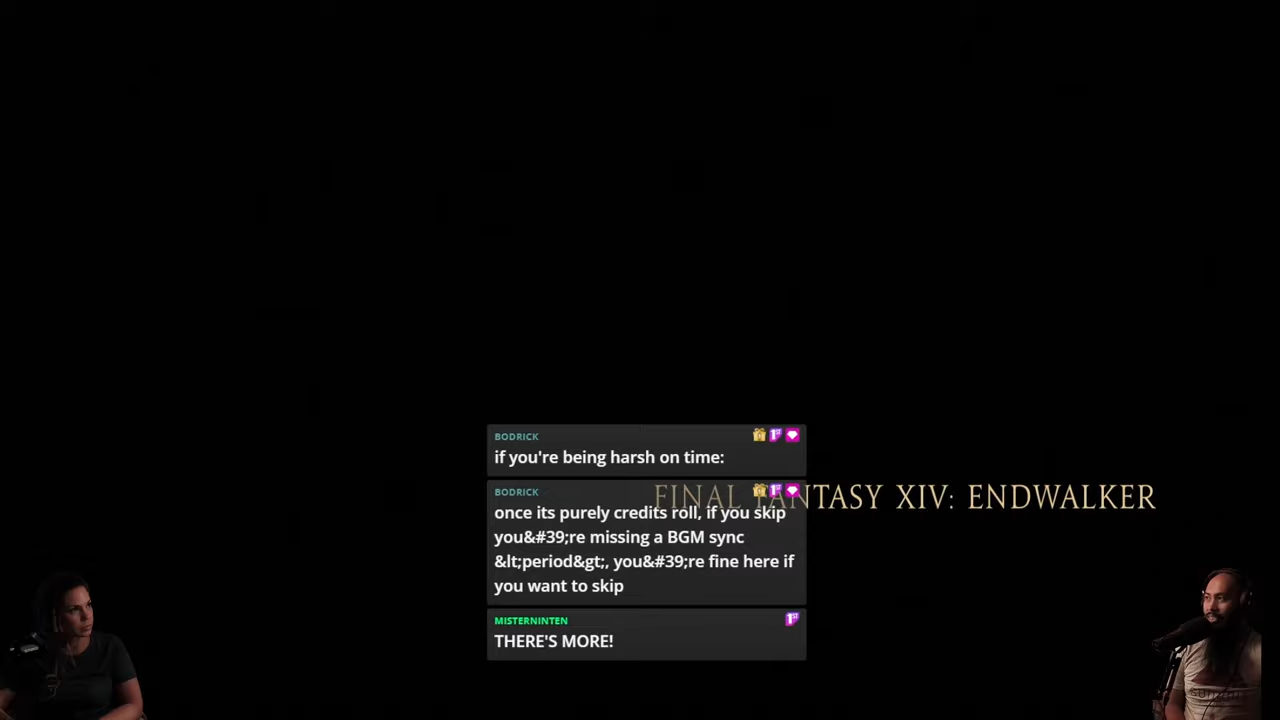 BODRICK
if you're being harsh on time:
BODRICK
once its purely credits roll, if you skip
you&#39;re missing a BGM sync
&lt;period&gt;, you&#39;re fine here if
you want to skip
FINAL FANTASY XIV: ENDWALKER
MISTERNINTEN
THERE'S MORE!